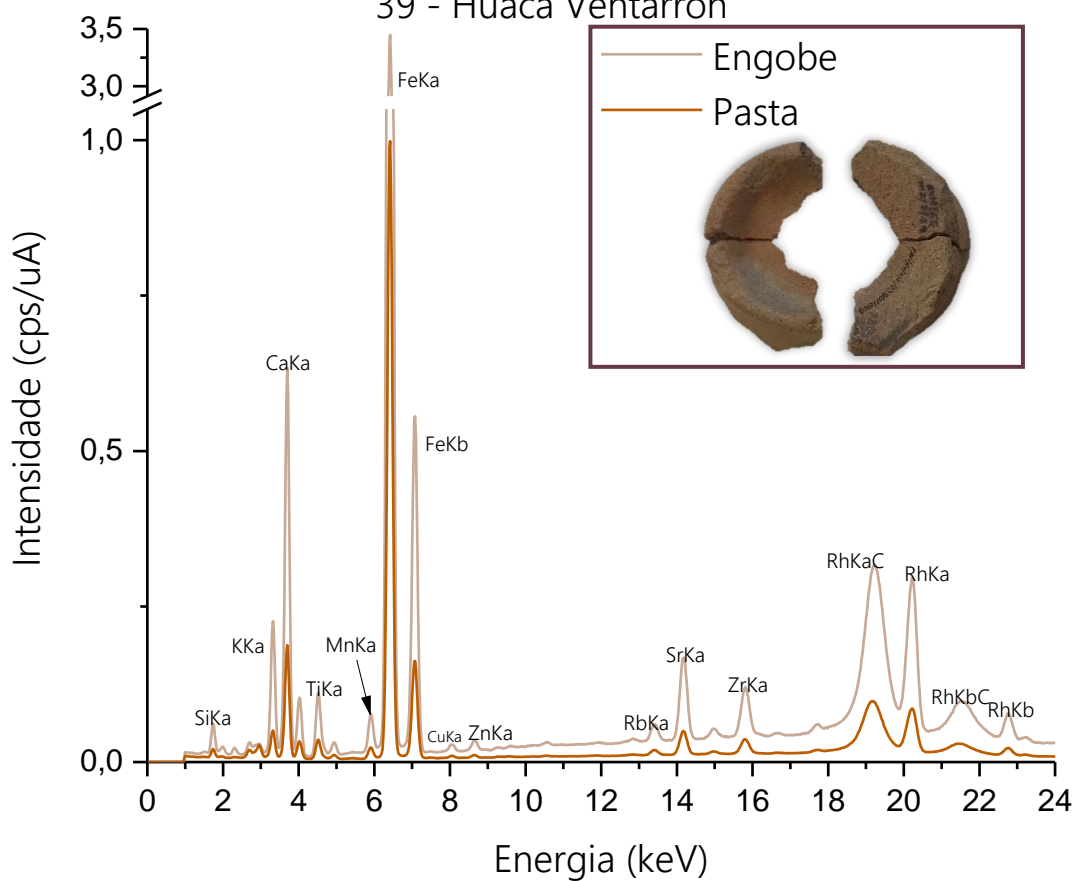 39 - Huaca Ventarron
3,5
3,0
1,0
0,5
0,0
Intensidade (cps/uA)
Engobe
Pasta
FeKa
CaKa
FeKb
KKa
MnKa
TiKa
SiKa
CuKa
ZnKa
RbKa
SrKa
ZrKa
RhKaC
RhKa
RhKbC
RhKb
0 2 4 6 8 10 12 14 16 18 20 22 24
Energia (keV)